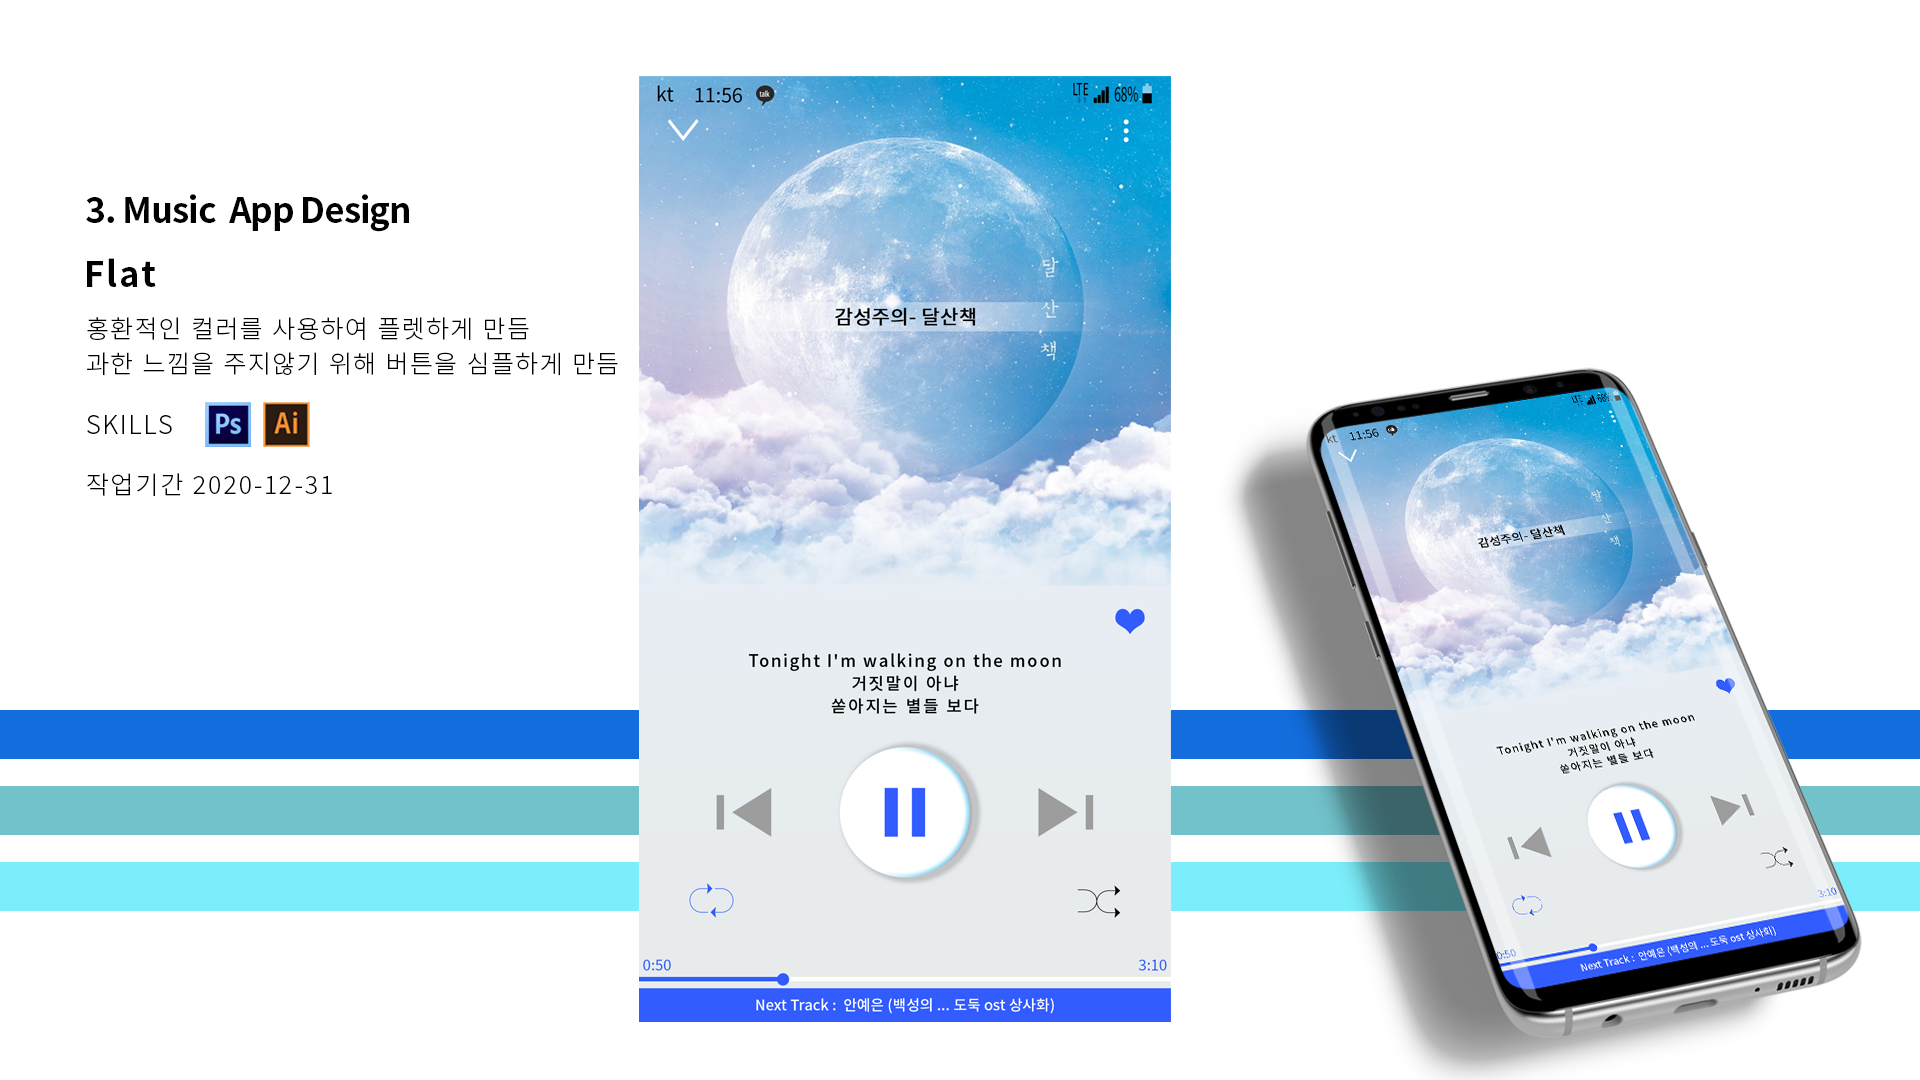 3. Music App Design
Flat
홍환적인 컬러를 사용하여 플렛하게 만듬
과한 느낌을 주지않기 위해 버튼을 심플하게 만듬
SKILLS Ps Ai
작업기간 2020-12-31
kt 11:56 talk LTE 68%
달
산
책
감성주의- 달산책
Tonight I'm walking on the moon
거짓말이 아냐
쏟아지는 별들 보다
0:50 3:10
Next Track : 안예은 (백성의 ... 도둑 ost 상사화)
kt 11:56 LTE 68%
달
산
책
감성주의- 달산책
Tonight I'm walking on the moon
거짓말이 아냐
쏟아지는 별들 보다
0:50 3:10
Next Track : 안예은 (백성의 ... 도둑 ost 상사화)